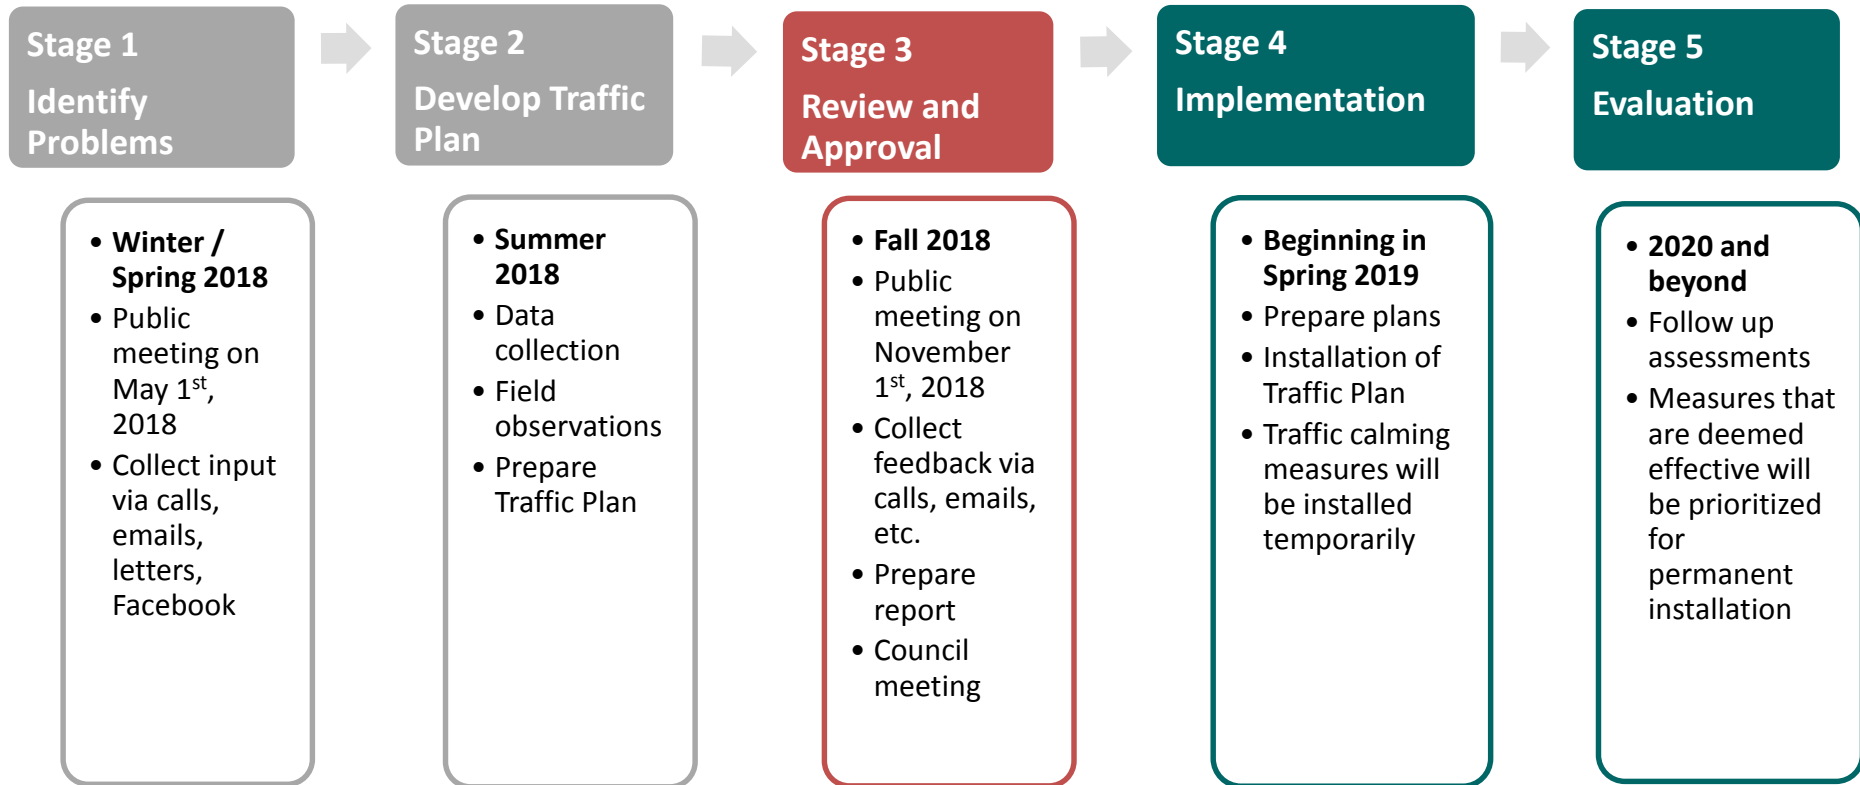 Stage 1
Identify
Problems
• Winter /
Spring 2018
• Public
meeting on
May 1st,
2018
• Collect input
via calls,
emails,
letters,
Facebook
Stage 2
Develop Traffic
Plan
• Summer
2018
• Data
collection
• Field
observations
• Prepare
Traffic Plan
Stage 3
Review and
Approval
• Fall 2018
• Public
meeting on
November
1st, 2018
• Collect
feedback via
calls, emails,
etc.
• Prepare
report
• Council
meeting
Stage 4
Implementation
• Beginning in
Spring 2019
• Prepare plans
• Installation of
Traffic Plan
• Traffic calming
measures will
be installed
temporarily
Stage 5
Evaluation
• 2020 and
beyond
• Follow up
assessments
• Measures that
are deemed
effective will
be prioritized
for
permanent
installation